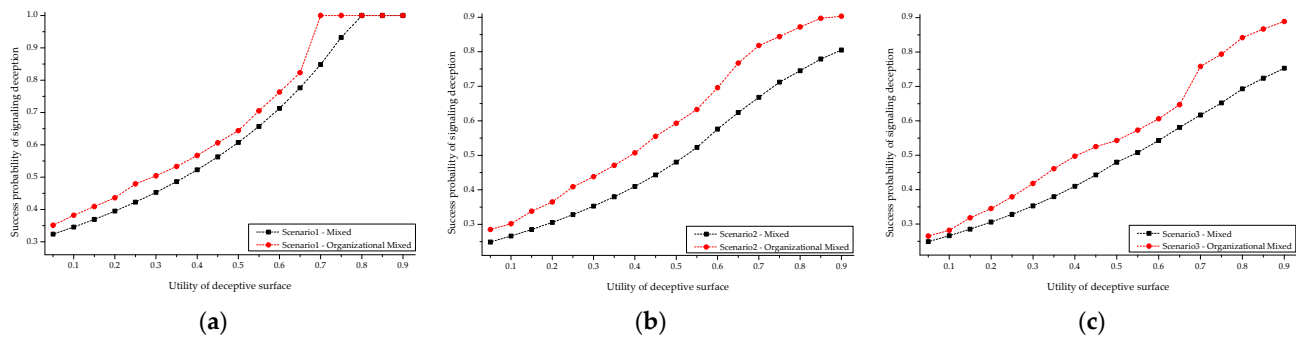 Success probability of signaling deception
1.0
0.9
0.8
0.7
0.6
0.5
0.4
0.3
Scenario1 - Mixed
Scenario1 - Organizational Mixed
0.1 0.2 0.3 0.4 0.5 0.6 0.7 0.8 0.9
Utility of deceptive surface
(a)
Success probaility of signaling deception
0.9
0.8
0.7
0.6
0.5
0.4
0.3
Scenario2 - Mixed
Scenario2 - Organizational Mixed
0.1 0.2 0.3 0.4 0.5 0.6 0.7 0.8 0.9
Utility of deceptive surface
(b)
Success probability of signaling deception
0.9
0.8
0.7
0.6
0.5
0.4
0.3
Scenario3 - Mixed
Scenario3 - Organizational Mixed
0.1 0.2 0.3 0.4 0.5 0.6 0.7 0.8 0.9
Utility of deceptive surface
(c)